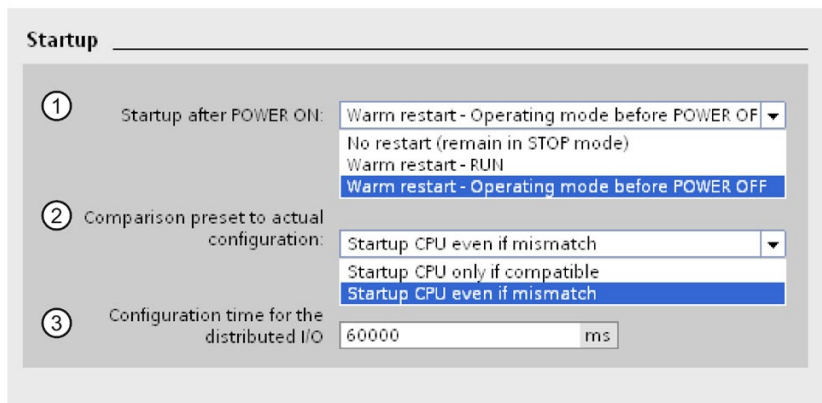 Startup
① Startup after POWER ON: Warm restart - Operating mode before POWER OF
No restart (remain in STOP mode)
Warm restart - RUN
Warm restart - Operating mode before POWER OFF
② Comparison preset to actual
configuration: Startup CPU even if mismatch
Startup CPU only if compatible
Startup CPU even if mismatch
③ Configuration time for the
distributed I/O 60000 ms